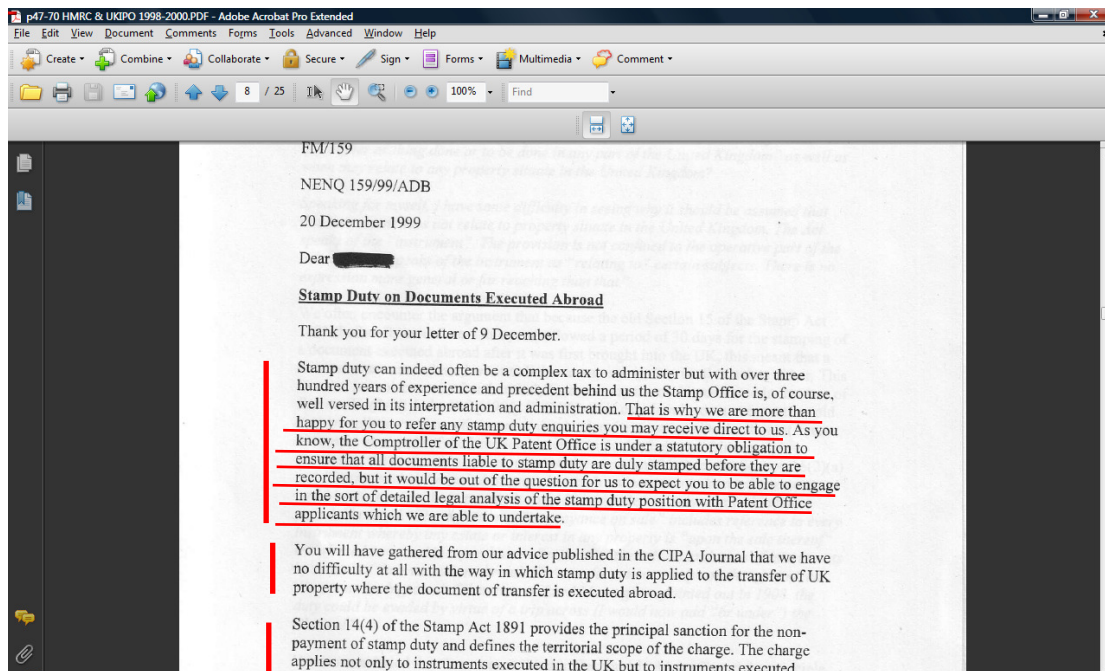 p47-70 HMRC & UKIPO 1998-2000.PDF - Adobe Acrobat Pro Extended
File Edit View Document Comments Forms Tools Advanced Window Help
Create Combine Collaborate Secure Sign Forms Multimedia Comment
8 / 25 100% Find
FM/159
NENQ 159/99/ADB
20 December 1999
Dear
Stamp Duty on Documents Executed Abroad
Thank you for your letter of 9 December.
Stamp duty can indeed often be a complex tax to administer but with over three
hundred years of experience and precedent behind us the Stamp Office is, of course,
well versed in its interpretation and administration. That is why we are more than
happy for you to refer any stamp duty enquiries you may receive direct to us. As you
know, the Comptroller of the UK Patent Office is under a statutory obligation to
ensure that all documents liable to stamp duty are duly stamped before they are
recorded, but it would be out of the question for us to expect you to be able to engage
in the sort of detailed legal analysis of the stamp duty position with Patent Office
applicants which we are able to undertake.
You will have gathered from our advice published in the CIPA Journal that we have
no difficulty at all with the way in which stamp duty is applied to the transfer of UK
property where the document of transfer is executed abroad.
Section 14(4) of the Stamp Act 1891 provides the principal sanction for the non-
payment of stamp duty and defines the territorial scope of the charge. The charge
applies not only to instruments executed in the UK but to instruments executed